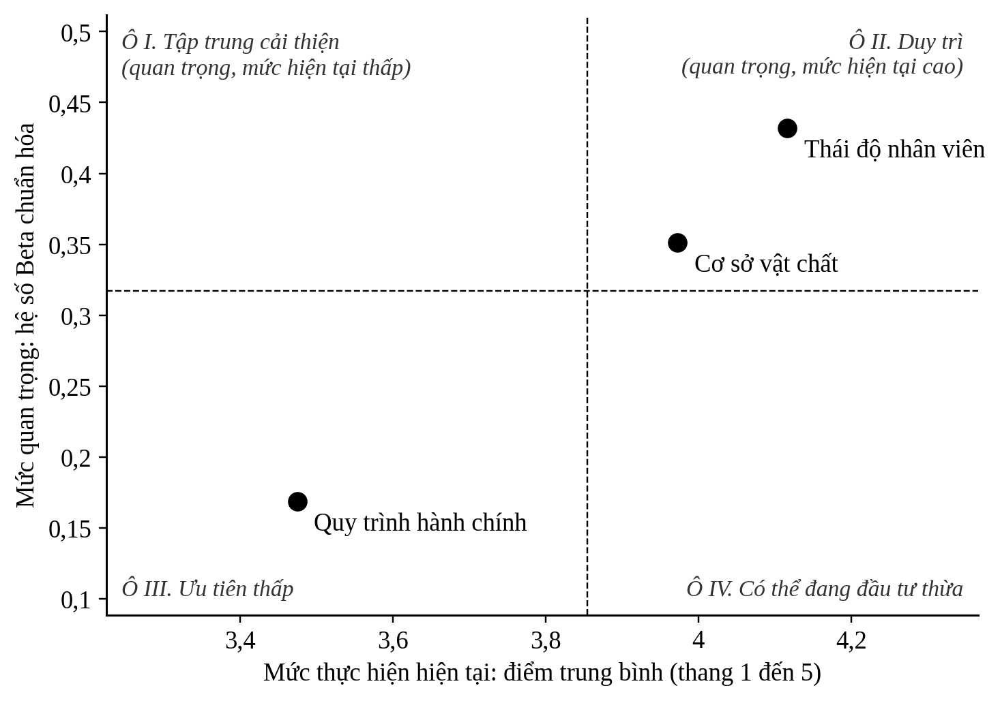 Ô I. Tập trung cải thiện
(quan trọng, mức hiện tại thấp)
Ô II. Duy trì
(quan trọng, mức hiện tại cao)
Thái độ nhân viên
Cơ sở vật chất
Quy trình hành chính
Ô III. Ưu tiên thấp
Ô IV. Có thể đang đầu tư thừa
Mức quan trọng: hệ số Beta chuẩn hóa
0,5
0,45
0,4
0,35
0,3
0,25
0,2
0,15
0,1
3,4
3,6
3,8
4
4,2
Mức thực hiện hiện tại: điểm trung bình (thang 1 đến 5)